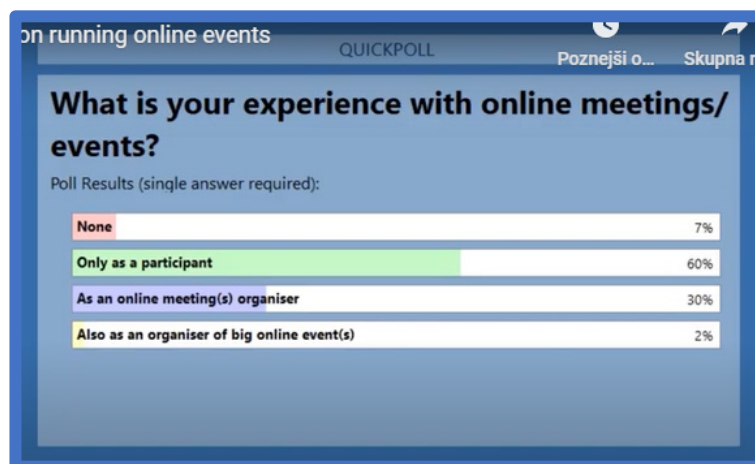 on running online events
QUICKPOLL
Poznejši o...
Skupna r
What is your experience with online meetings/
events?
Poll Results (single answer required):
None 7%
Only as a participant 60%
As an online meeting(s) organiser 30%
Also as an organiser of big online event(s) 2%